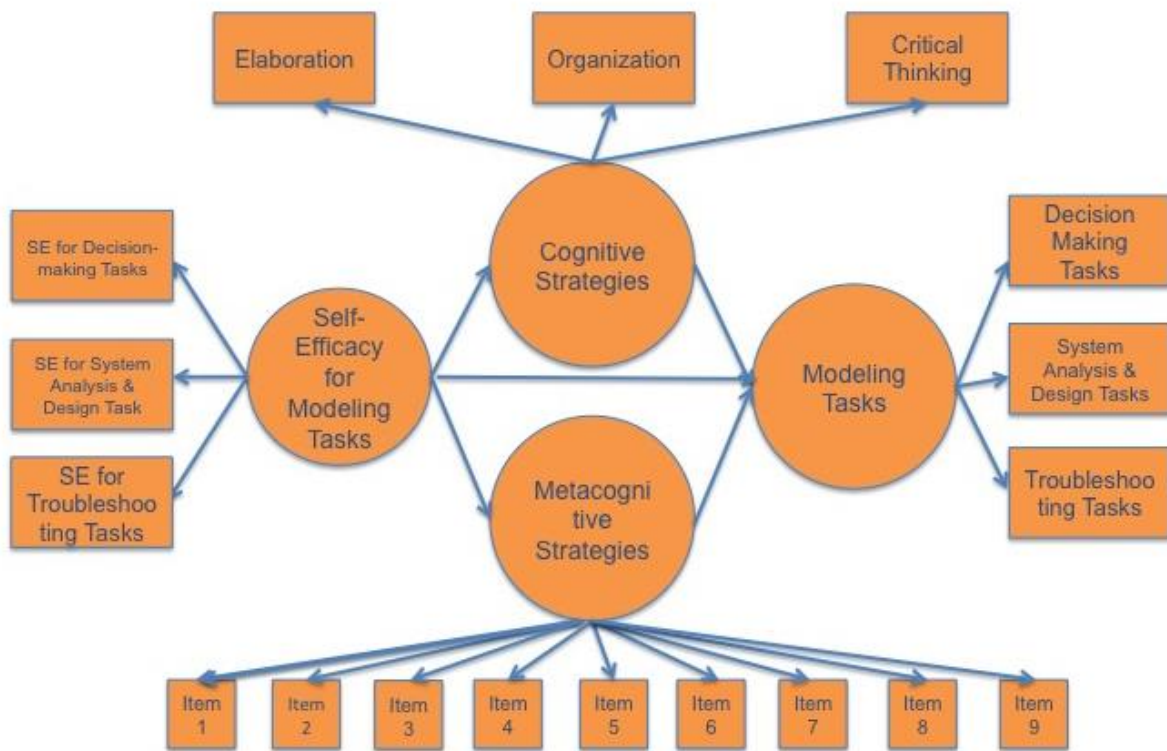 Elaboration
Organization
Critical
Thinking
SE for Decision-
making Tasks
SE for System
Analysis &
Design Task
SE for
Troubleshoo
ting Tasks
Self-
Efficacy
for
Modeling
Tasks
Cognitive
Strategies
Metacogni
tive
Strategies
Modeling
Tasks
Decision
Making
Tasks
System
Analysis &
Design Tasks
Troubleshoo
ting Tasks
Item
1
Item
2
Item
3
Item
4
Item
5
Item
6
Item
7
Item
8
Item
9